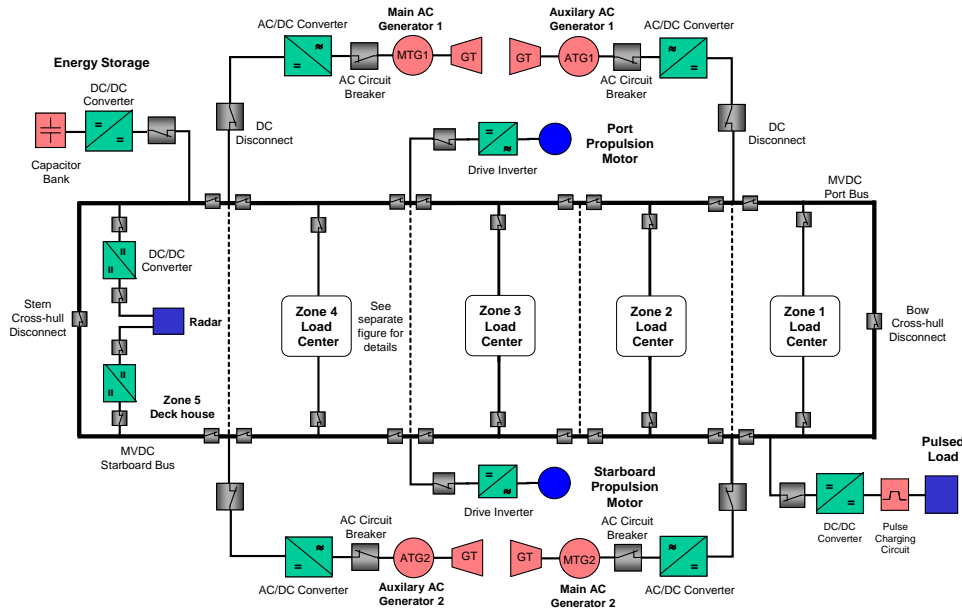 Main AC
Generator 1
Auxilary AC
Generator 1
AC/DC Converter
AC/DC Converter
MTG1
GT
GT
ATG1
AC Circuit
Breaker
AC Circuit
Breaker
Energy Storage
DC/DC
Converter
DC
Disconnect
DC
Disconnect
Capacitor
Bank
Port
Propulsion
Motor
Drive Inverter
MVDC
Port Bus
DC/DC
Converter
Stern
Cross-hull
Disconnect
Radar
Zone 4
Load
Center
See
separate
figure for
details
Zone 3
Load
Center
Zone 2
Load
Center
Zone 1
Load
Center
Bow
Cross-hull
Disconnect
Zone 5
Deck house
MVDC
Starboard Bus
Starboard
Propulsion
Motor
Drive Inverter
Pulsed
Load
DC/DC
Converter
Pulse
Charging
Circuit
AC Circuit
Breaker
AC Circuit
Breaker
ATG2
GT
GT
MTG2
AC/DC Converter
Auxilary AC
Generator 2
Main AC
Generator 2
AC/DC Converter